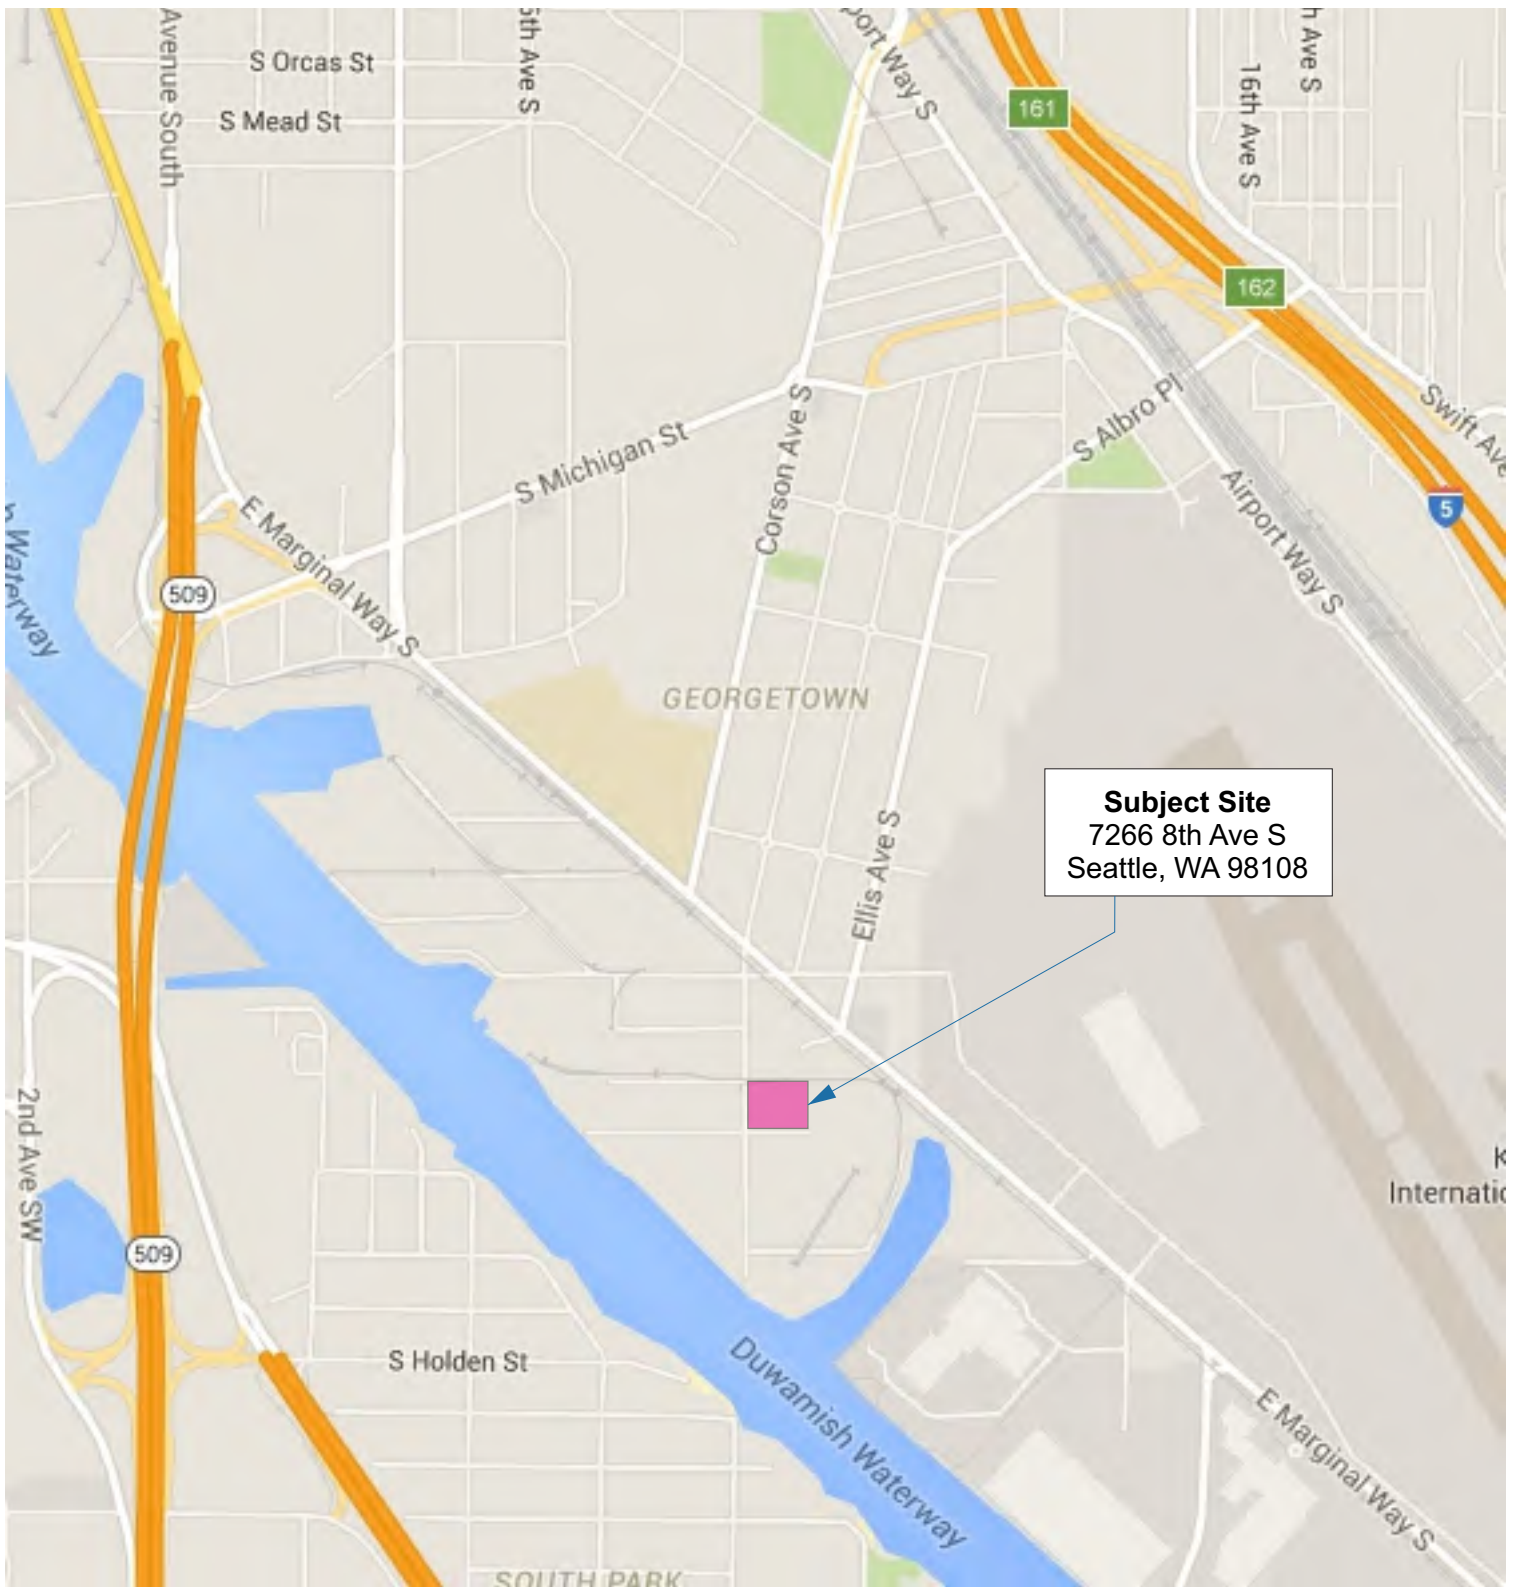 Avenue South
S Orcas St
S Mead St
5th Ave S
port Way S
161
16th Ave S
h Ave S
162
Swift Ave
S Albro Pl
5
Airport Way S
S Michigan St
Corson Ave S
E Marginal Way S
h Waterway
509
GEORGETOWN
Subject Site
7266 8th Ave S
Seattle, WA 98108
Ellis Ave S
2nd Ave SW
509
K
Internatio
S Holden St
Duwamish Waterway
E Marginal Way S
SOUTH PARK